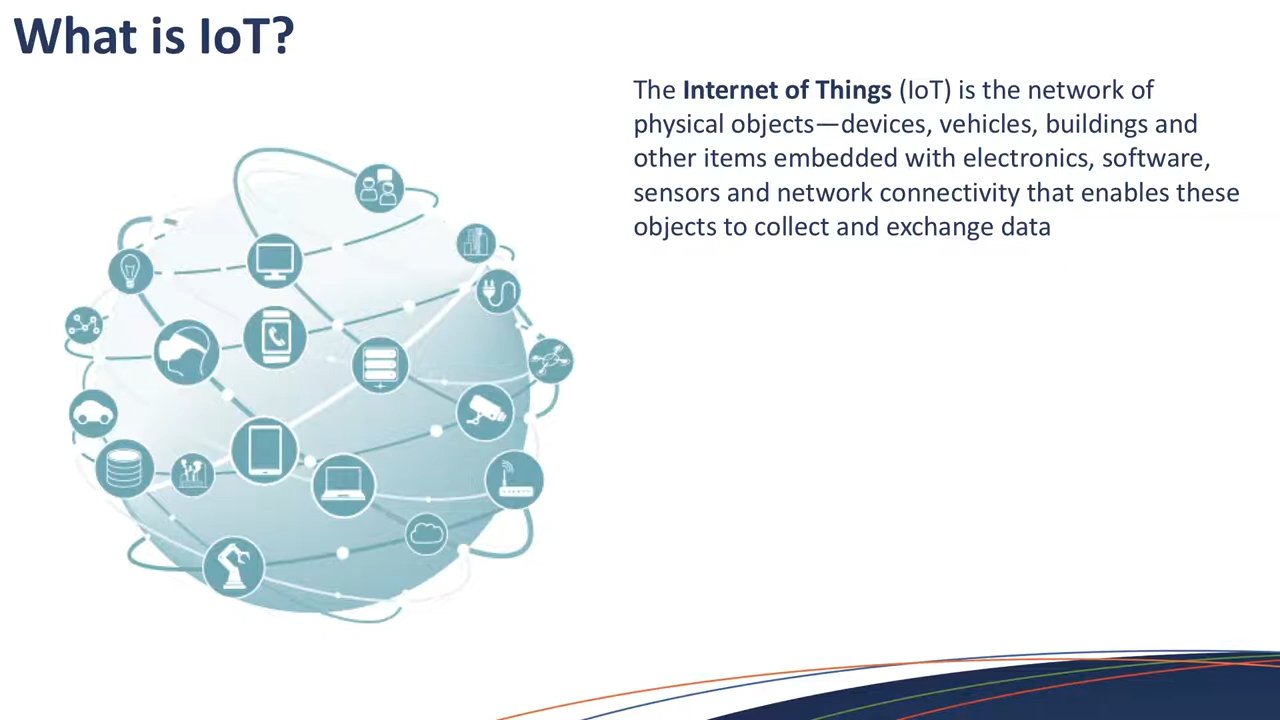 What is IoT?
The Internet of Things (IoT) is the network of
physical objects—devices, vehicles, buildings and
other items embedded with electronics, software,
sensors and network connectivity that enables these
objects to collect and exchange data